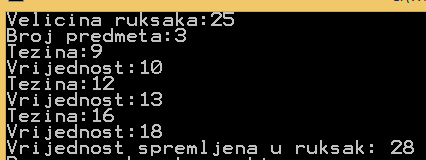 Velicina ruksaka:25
Broj predmeta:3
Tezina:9
Vrijednost:10
Tezina:12
Vrijednost:13
Tezina:16
Vrijednost:18
Vrijednost spremljena u ruksak: 28